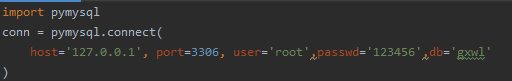 import pymysql
conn = pymysql.connect(
    host='127.0.0.1', port=3306, user='root',passwd='123456',db='gxwl'
)